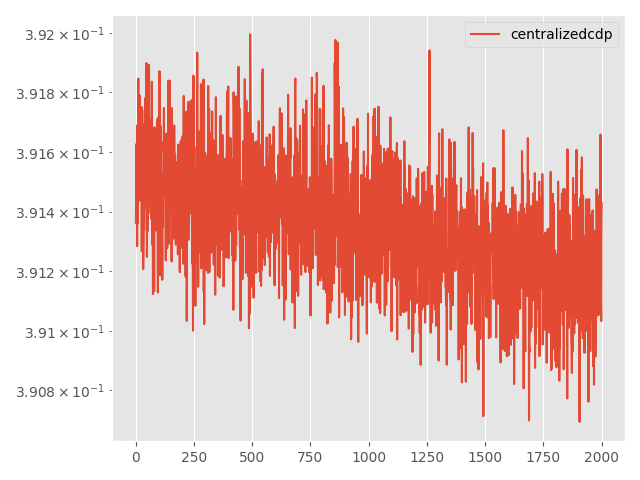 centralizedcdp
3.92 × 10⁻¹
3.918 × 10⁻¹
3.916 × 10⁻¹
3.914 × 10⁻¹
3.912 × 10⁻¹
3.91 × 10⁻¹
3.908 × 10⁻¹
0 250 500 750 1000 1250 1500 1750 2000